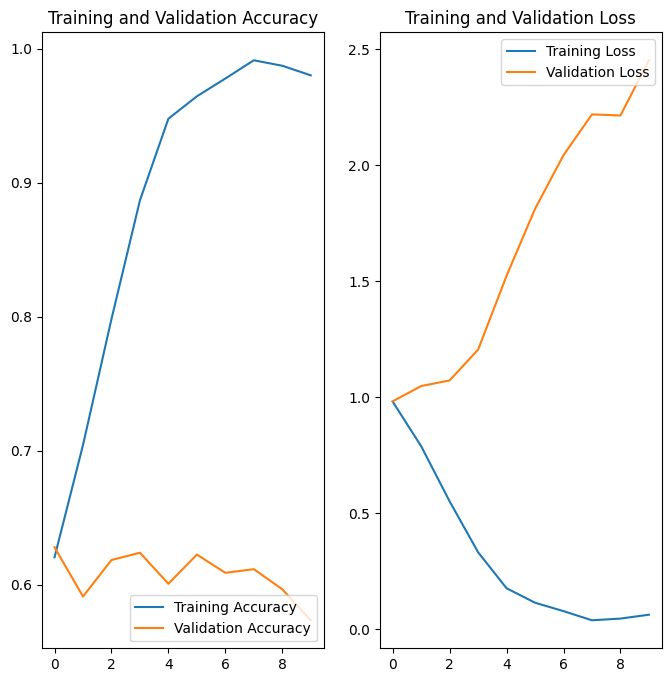 Training and Validation Accuracy
1.0
0.9
0.8
0.7
0.6
0 2 4 6 8
Training Accuracy
Validation Accuracy
Training and Validation Loss
2.5
2.0
1.5
1.0
0.5
0.0
0 2 4 6 8
Training Loss
Validation Loss